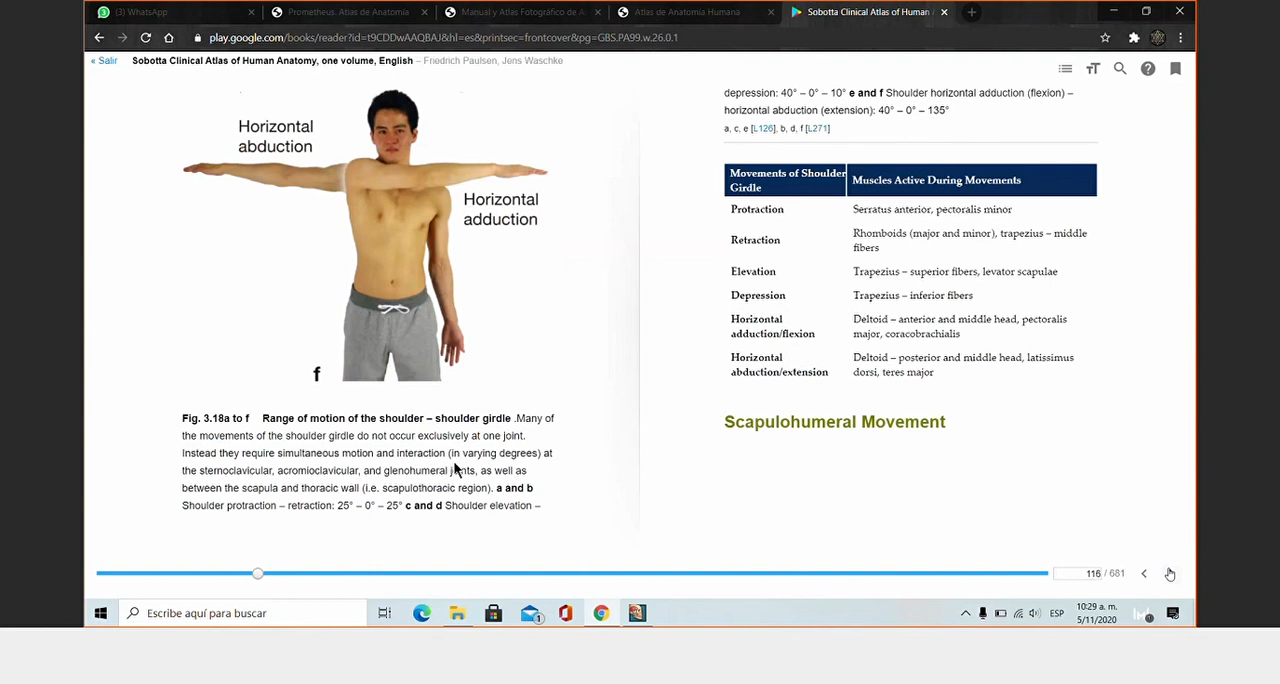 (3) WhatsApp
Prometheus. Atlas de Anatomía
Manual y Atlas Fotográfico de A
Atlas de Anatomía Humana
Sobotta Clinical Atlas of Human
play.google.com/books/reader?id=t9CDDwAAQBAJ&hl=es&printsec=frontcover&pg=GBS.PA99.w.26.0.1
« Salir Sobotta Clinical Atlas of Human Anatomy, one volume, English – Friedrich Paulsen, Jens Waschke
Horizontal
abduction
Horizontal
adduction
f
Fig. 3.18a to f Range of motion of the shoulder – shoulder girdle .Many of
the movements of the shoulder girdle do not occur exclusively at one joint.
Instead they require simultaneous motion and interaction (in varying degrees) at
the sternoclavicular, acromioclavicular, and glenohumeral joints, as well as
between the scapula and thoracic wall (i.e. scapulothoracic region). a and b
Shoulder protraction – retraction: 25° – 0° – 25° c and d Shoulder elevation –
depression: 40° – 0° – 10° e and f Shoulder horizontal adduction (flexion) –
horizontal abduction (extension): 40° – 0° – 135°
a, c, e [L126], b, d, f [L271]
Movements of Shoulder
Girdle
Muscles Active During Movements
Protraction
Serratus anterior, pectoralis minor
Retraction
Rhomboids (major and minor), trapezius – middle
fibers
Elevation
Trapezius – superior fibers, levator scapulae
Depression
Trapezius – inferior fibers
Horizontal
adduction/flexion
Deltoid – anterior and middle head, pectoralis
major, coracobrachialis
Horizontal
abduction/extension
Deltoid – posterior and middle head, latissimus
dorsi, teres major
Scapulohumeral Movement
116 / 681
Escribe aquí para buscar
1
ESP
10:29 a. m.
5/11/2020